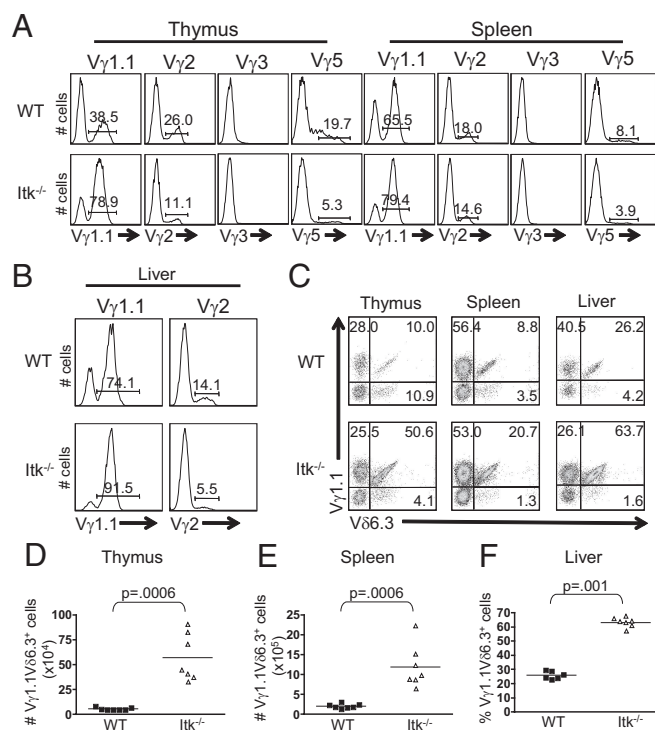 A
Thymus
Spleen
Vγ1.1 Vγ2 Vγ3 Vγ5 Vγ1.1 Vγ2 Vγ3 Vγ5
WT
# cells
38.5 26.0 19.7 65.5 18.0 8.1
Itk-/-
# cells
78.9 11.1 5.3 79.4 14.6 3.9
Vγ1.1 Vγ2 Vγ3 Vγ5 Vγ1.1 Vγ2 Vγ3 Vγ5
B
Liver
Vγ1.1 Vγ2
WT
# cells
74.1 14.1
Itk-/-
# cells
91.5 5.5
Vγ1.1 Vγ2
C
Thymus Spleen Liver
WT
28.0 10.0 56.4 8.8 40.5 26.2
10.9 3.5 4.2
Itk-/-
25.5 50.6 53.0 20.7 26.1 63.7
4.1 1.3 1.6
Vγ1.1
Vδ6.3
D
Thymus
p=.0006
# Vγ1.1Vδ6.3+ cells
(x10⁴)
100
75
50
25
0
WT Itk-/-
E
Spleen
p=.0006
# Vγ1.1Vδ6.3+ cells
(x10⁵)
25
20
15
10
5
0
WT Itk-/-
F
Liver
p=.001
% Vγ1.1Vδ6.3+ cells
80
70
60
50
40
30
20
10
0
WT Itk-/-